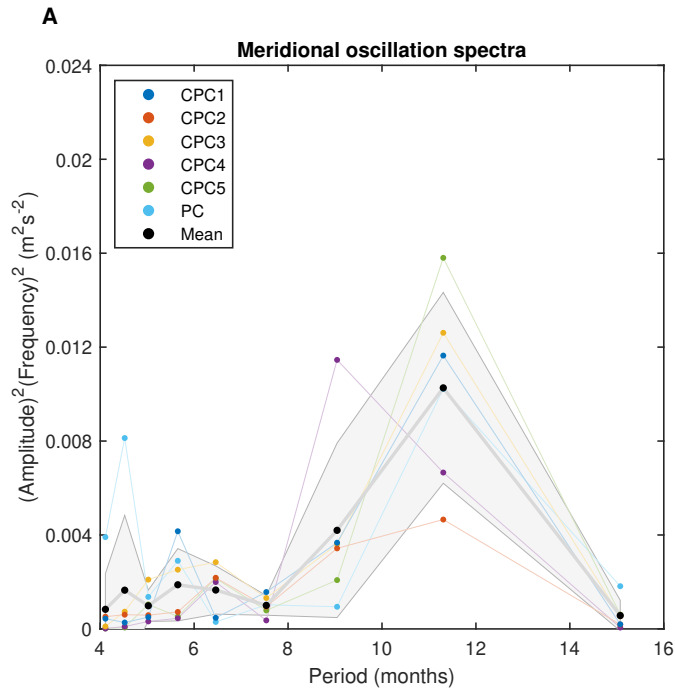 A
Meridional oscillation spectra
(Amplitude)²(Frequency)² (m²s⁻²)
0.024
0.02
0.016
0.012
0.008
0.004
0
CPC1
CPC2
CPC3
CPC4
CPC5
PC
Mean
4 6 8 10 12 14 16
Period (months)